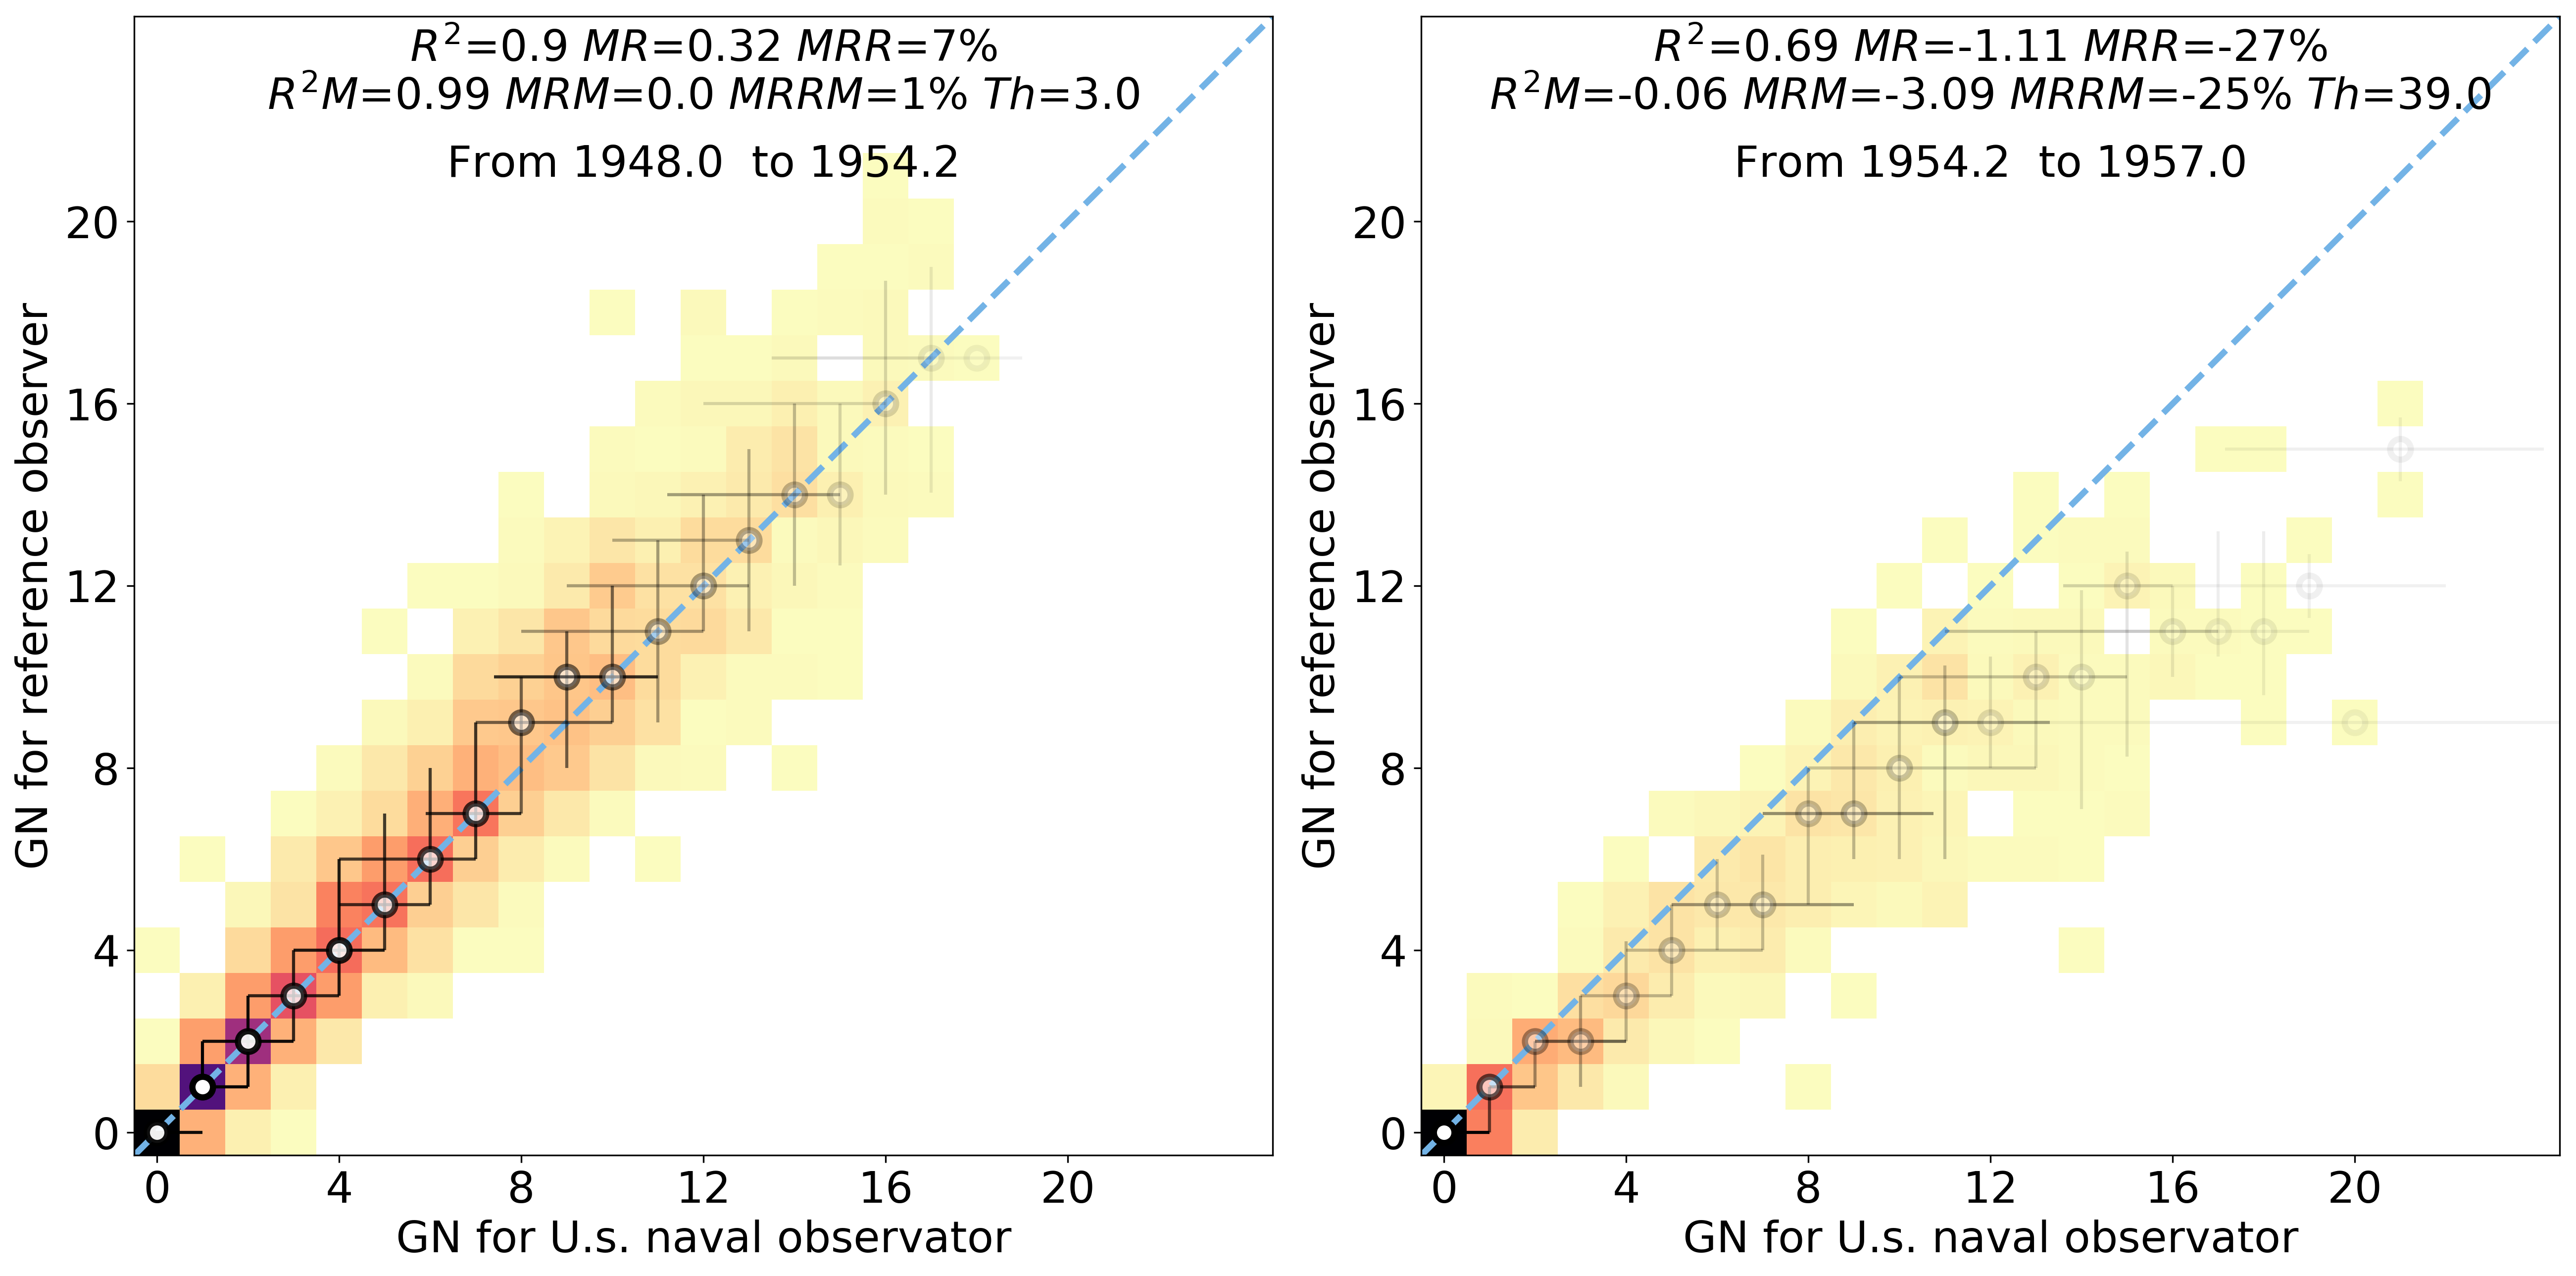 R²=0.9 MR=0.32 MRR=7%
R²M=0.99 MRM=0.0 MRRM=1% Th=3.0
From 1948.0 to 1954.2
20
16
12
8
4
0
GN for reference observer
0 4 8 12 16 20
GN for U.s. naval observator
R²=0.69 MR=-1.11 MRR=-27%
R²M=-0.06 MRM=-3.09 MRRM=-25% Th=39.0
From 1954.2 to 1957.0
20
16
12
8
4
0
GN for reference observer
0 4 8 12 16 20
GN for U.s. naval observator